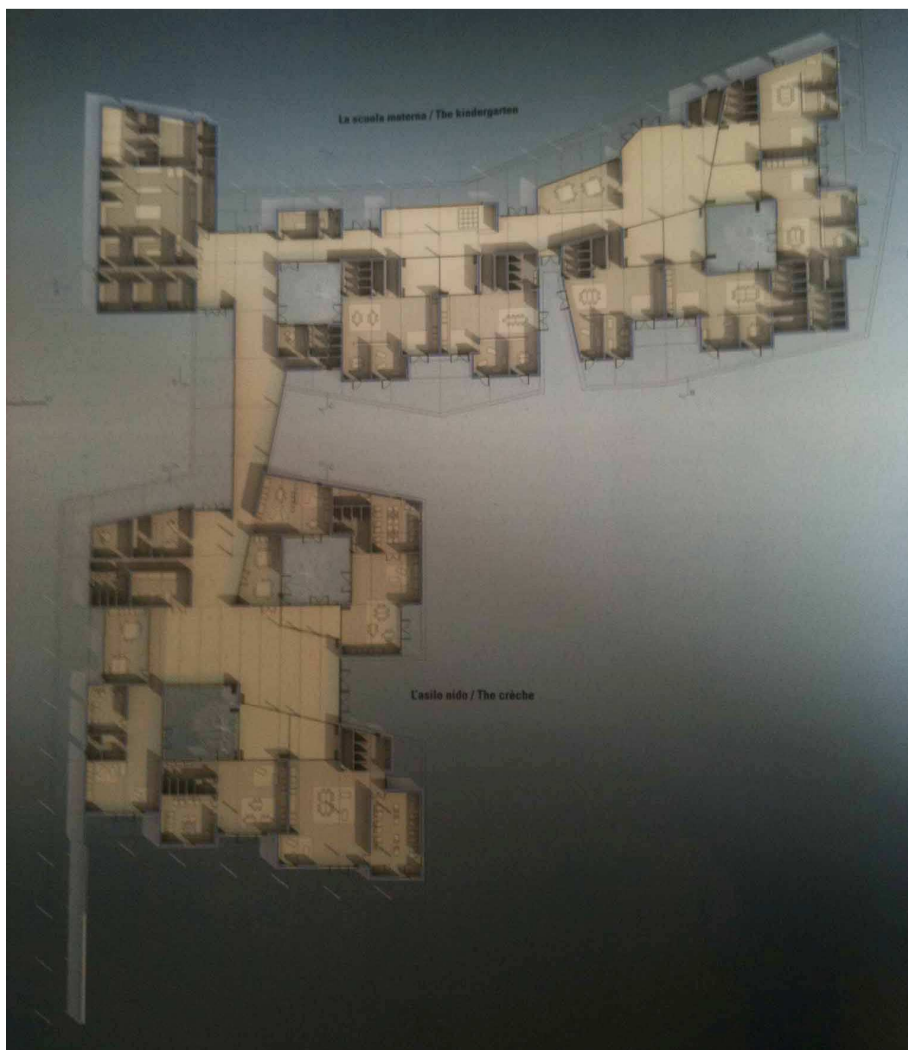 La scuola materna / The kindergarten
L'asilo nido / The crèche